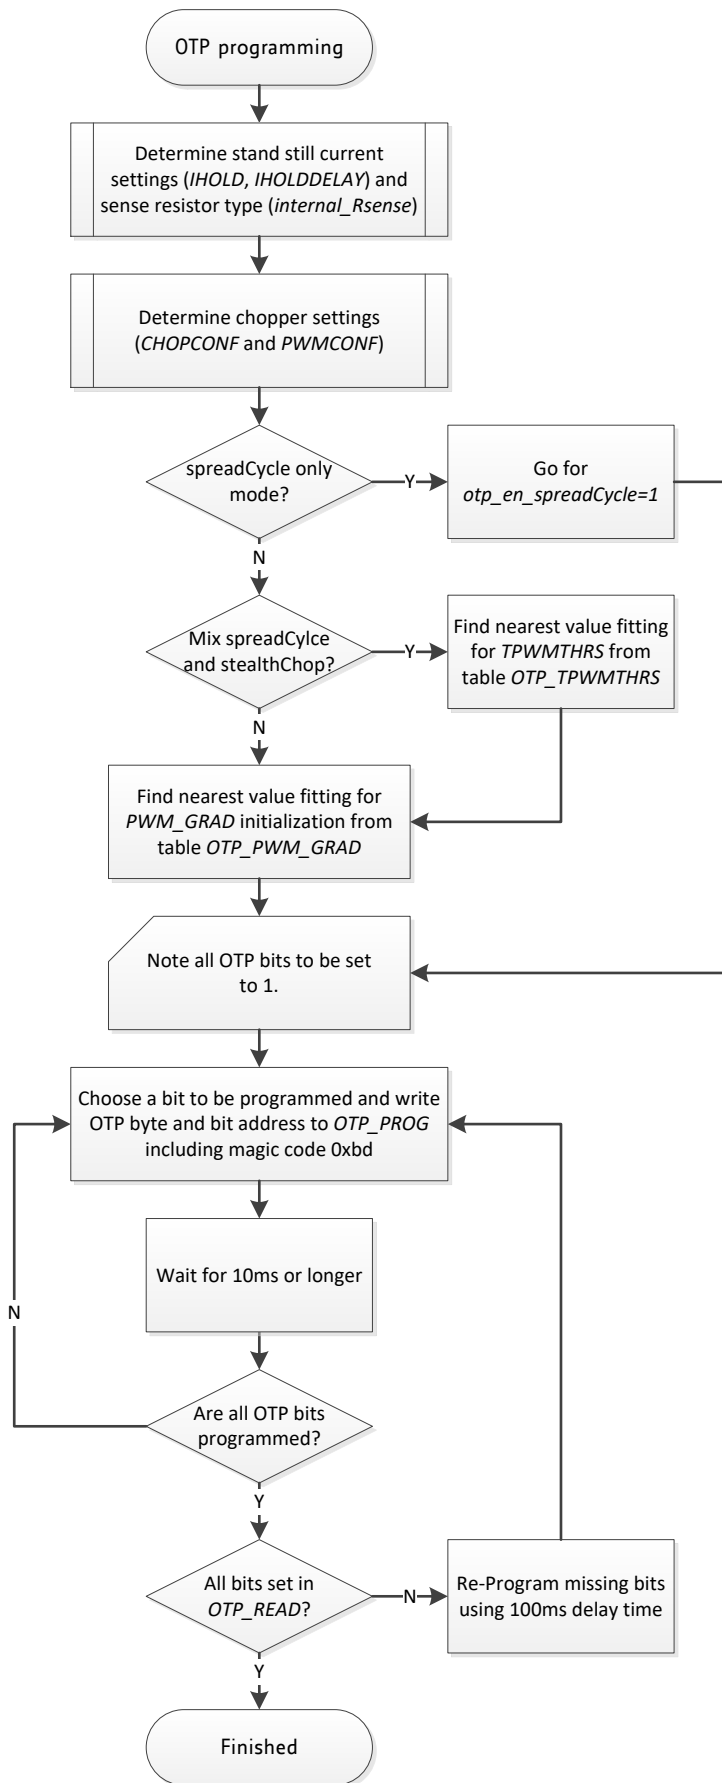 OTP programming
Determine stand still current
settings (IHOLD, IHOLDDELAY) and
sense resistor type (internal_Rsense)
Determine chopper settings
(CHOPCONF and PWMCONF)
spreadCycle only
mode?
Y
Go for
otp_en_spreadCycle=1
N
Mix spreadCylce
and stealthChop?
Y
Find nearest value fitting
for TPWMTHRS from
table OTP_TPWMTHRS
N
Find nearest value fitting for
PWM_GRAD initialization from
table OTP_PWM_GRAD
Note all OTP bits to be set
to 1.
Choose a bit to be programmed and write
OTP byte and bit address to OTP_PROG
including magic code 0xbd
Wait for 10ms or longer
N
Are all OTP bits
programmed?
Y
All bits set in
OTP_READ?
N
Re-Program missing bits
using 100ms delay time
Y
Finished